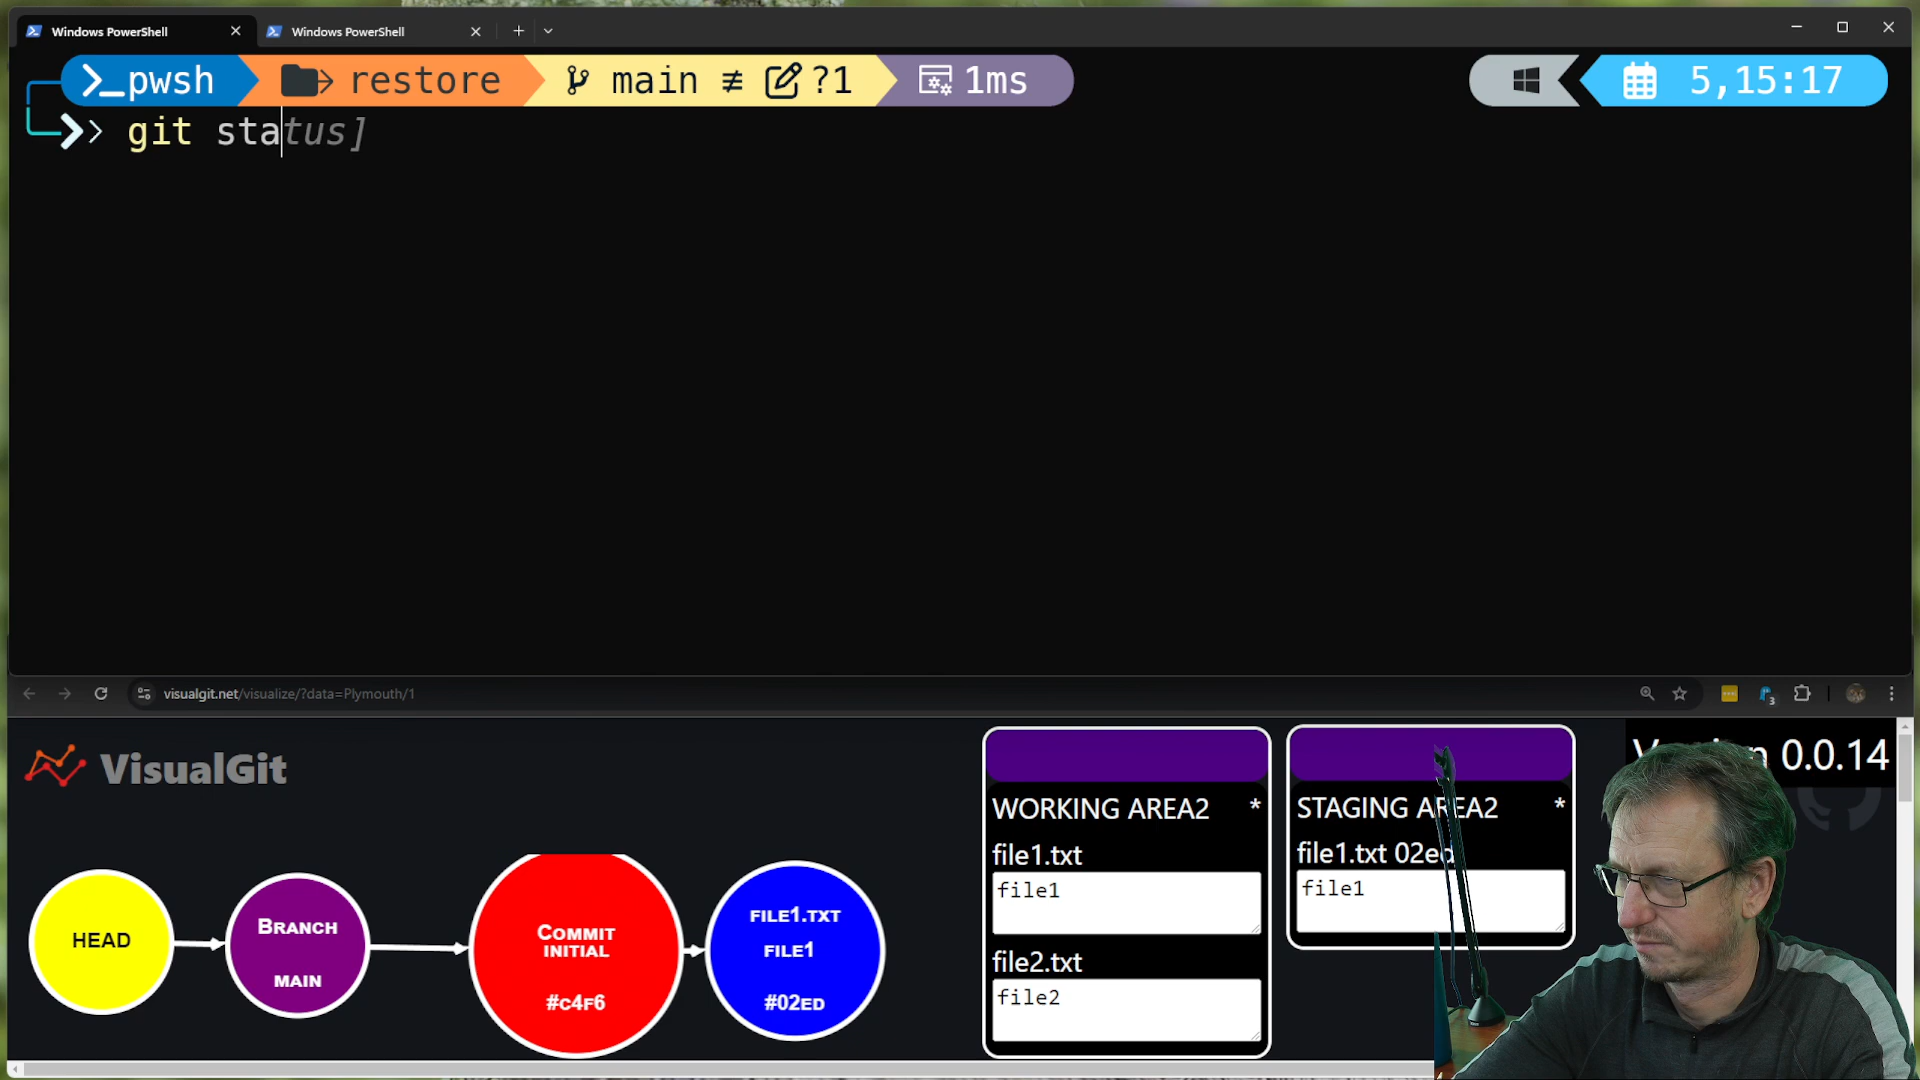 Windows PowerShell
Windows PowerShell
>_pwsh restore main ≢ ?1 1ms
5,15:17
git status]
visualgit.net/visualize/?data=Plymouth/1
3
VisualGit
0.0.14
WORKING AREA2 *
file1.txt
file1
file2.txt
file2
STAGING AREA2 *
file1.txt 02ed
file1
HEAD
BRANCH
MAIN
COMMIT
INITIAL
#C4F6
FILE1.TXT
FILE1
#02ED